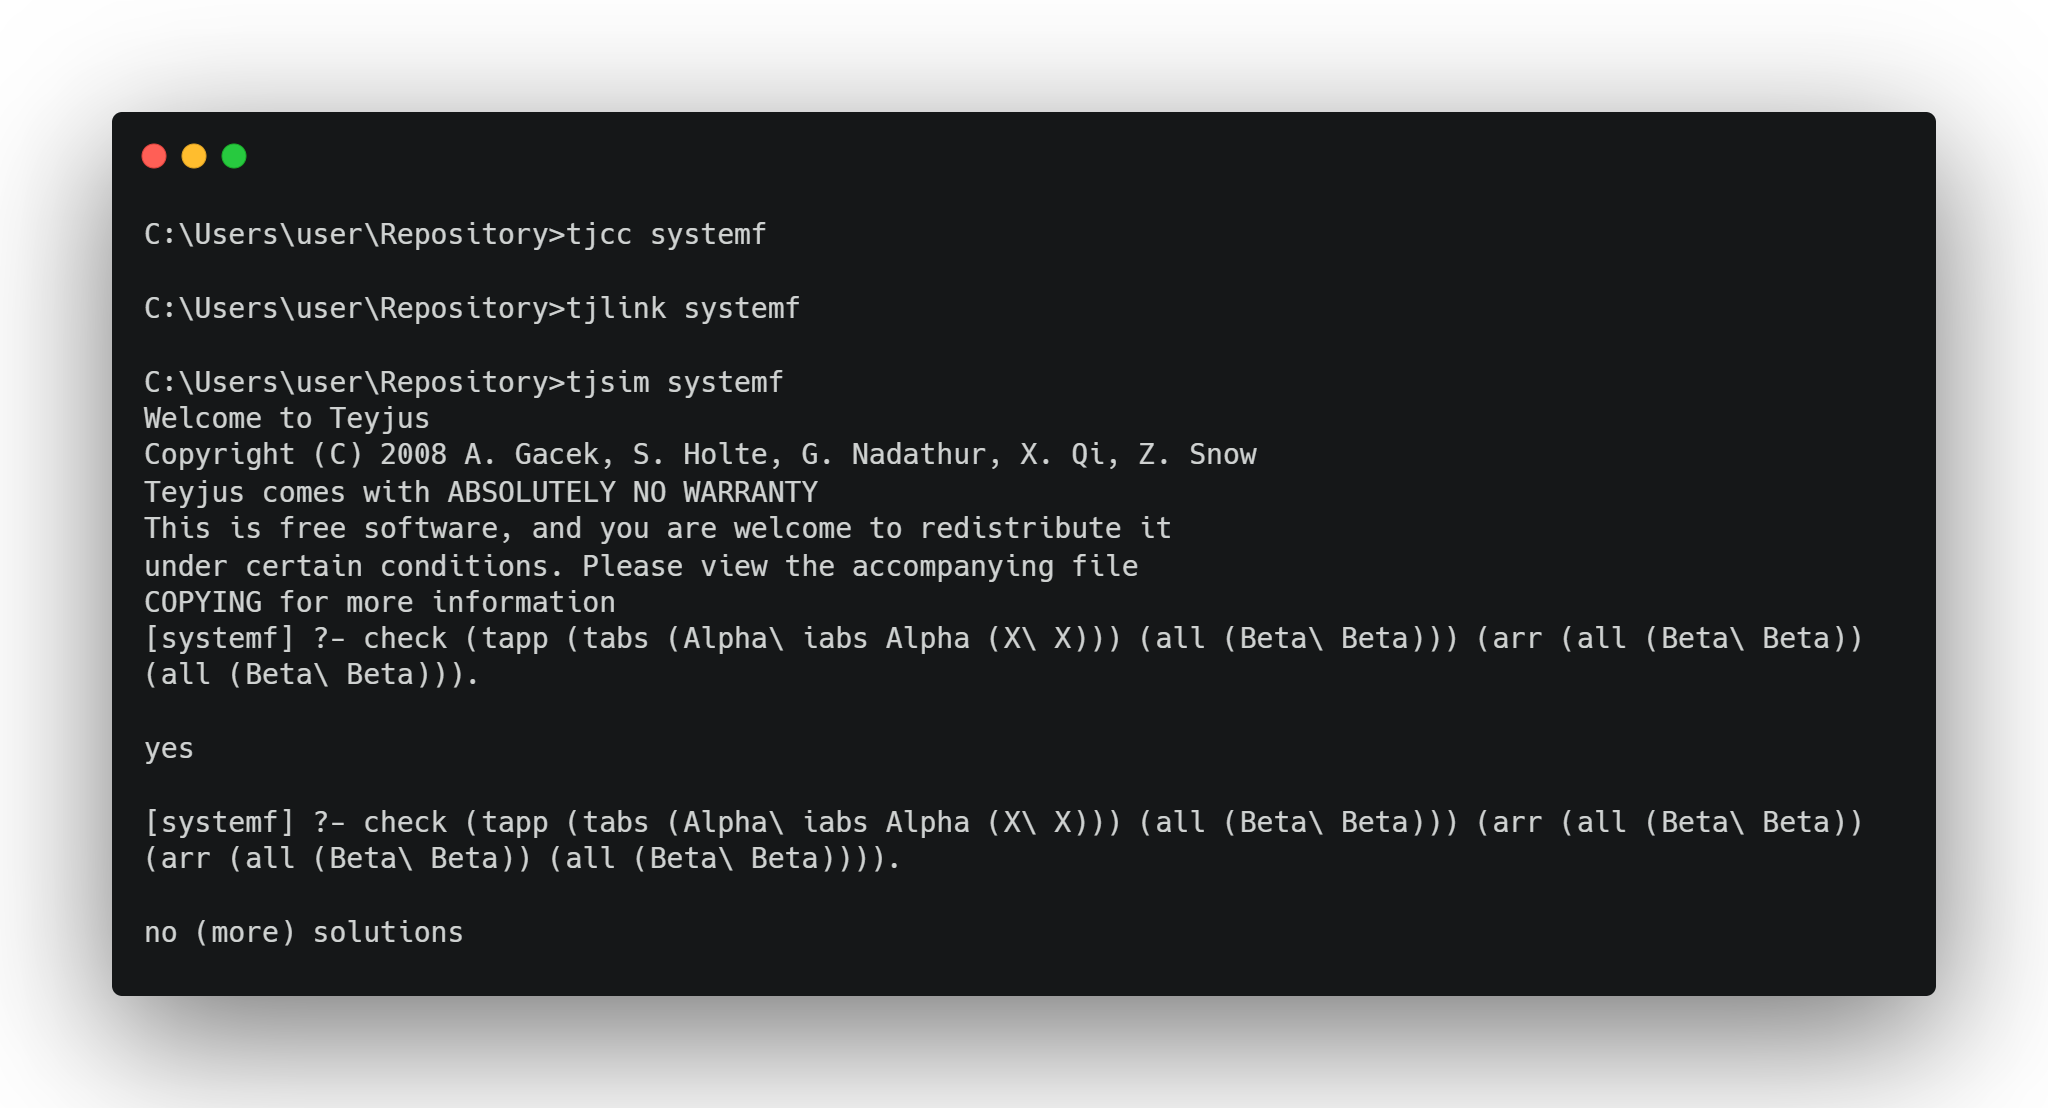 C:\Users\user\Repository>tjcc systemf
C:\Users\user\Repository>tjlink systemf
C:\Users\user\Repository>tjsim systemf
Welcome to Teyjus
Copyright (C) 2008 A. Gacek, S. Holte, G. Nadathur, X. Qi, Z. Snow
Teyjus comes with ABSOLUTELY NO WARRANTY
This is free software, and you are welcome to redistribute it
under certain conditions. Please view the accompanying file
COPYING for more information
[systemf] ?- check (tapp (tabs (Alpha\ iabs Alpha (X\ X))) (all (Beta\ Beta))) (arr (all (Beta\ Beta))
(all (Beta\ Beta))).
yes
[systemf] ?- check (tapp (tabs (Alpha\ iabs Alpha (X\ X))) (all (Beta\ Beta))) (arr (all (Beta\ Beta))
(arr (all (Beta\ Beta)) (all (Beta\ Beta)))).
no (more) solutions